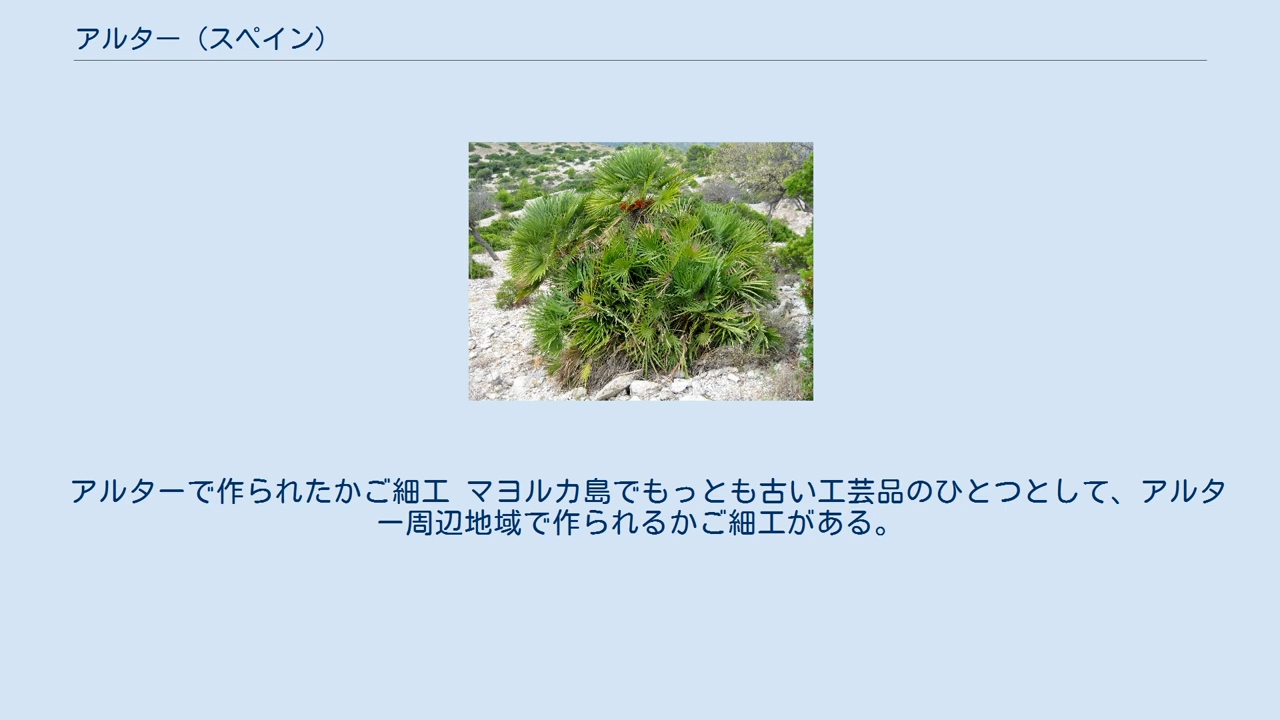 アルター（スペイン）
アルターで作られたかご細工 マヨルカ島でもっとも古い工芸品のひとつとして、アルタ
ー周辺地域で作られるかご細工がある。